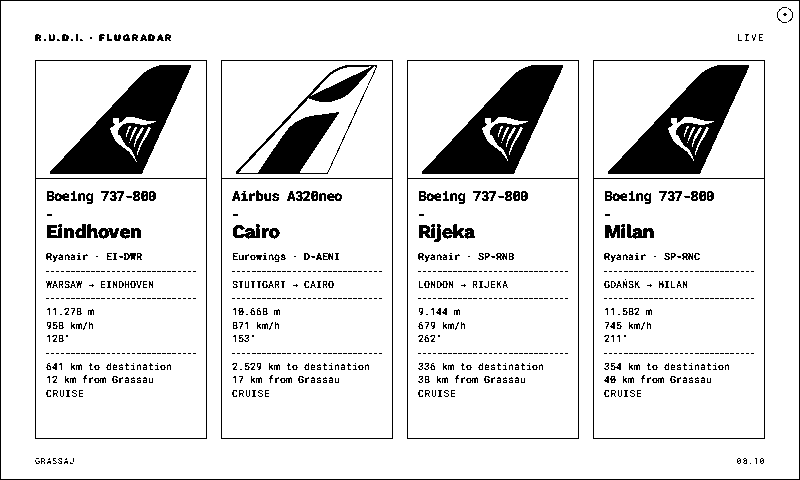 R.U.D.I. · FLUGRADAR
LIVE
Boeing 737-800
-
Eindhoven
Ryanair · EI-DWR
WARSAW → EINDHOVEN
11.278 m
958 km/h
128°
641 km to destination
12 km from Grassau
CRUISE
Airbus A320neo
-
Cairo
Eurowings · D-AENI
STUTTGART → CAIRO
10.668 m
871 km/h
153°
2.529 km to destination
17 km from Grassau
CRUISE
Boeing 737-800
-
Rijeka
Ryanair · SP-RNB
LONDON → RIJEKA
9.144 m
679 km/h
262°
336 km to destination
38 km from Grassau
CRUISE
Boeing 737-800
-
Milan
Ryanair · SP-RNC
GDAŃSK → MILAN
11.582 m
745 km/h
211°
354 km to destination
40 km from Grassau
CRUISE
GRASSAU
08.10